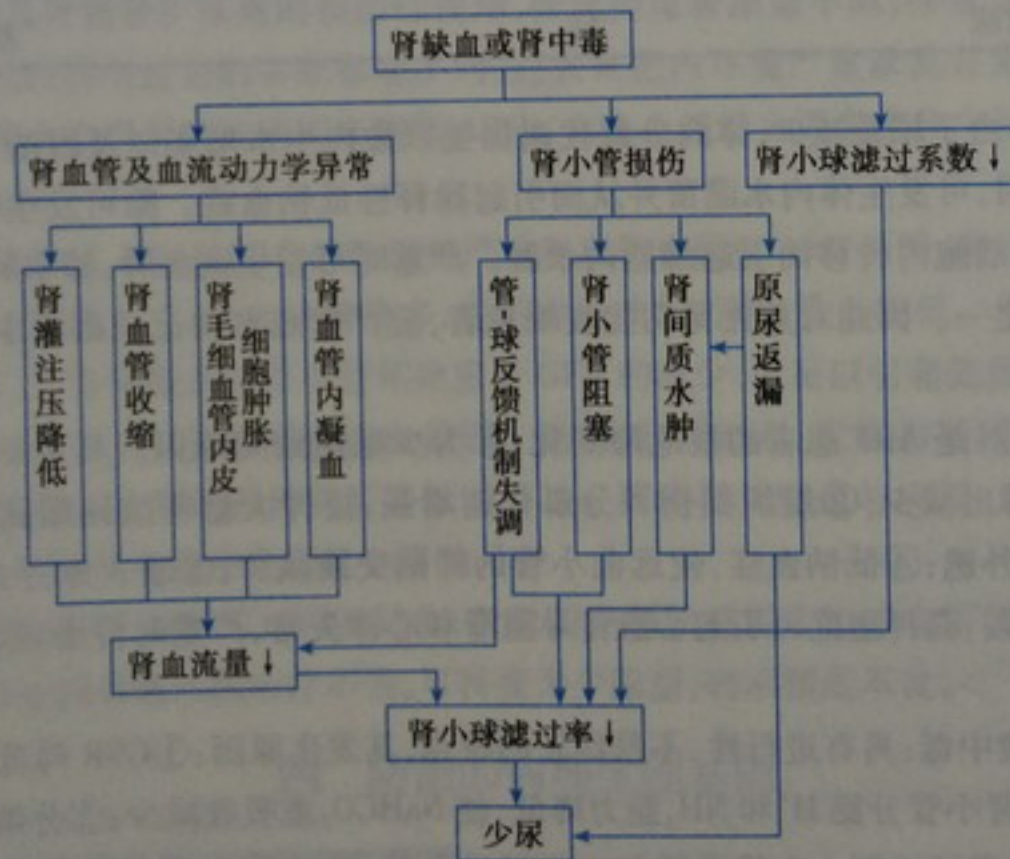 肾缺血或肾中毒
肾血管及血流动力学异常
肾小管损伤
肾小球滤过系数↓
肾灌注压降低
肾血管收缩
肾毛细血管内皮
细胞肿胀
肾血管内凝血
管-球反馈机制失调
肾小管阻塞
肾间质水肿
原尿返漏
肾血流量↓
肾小球滤过率↓
少尿